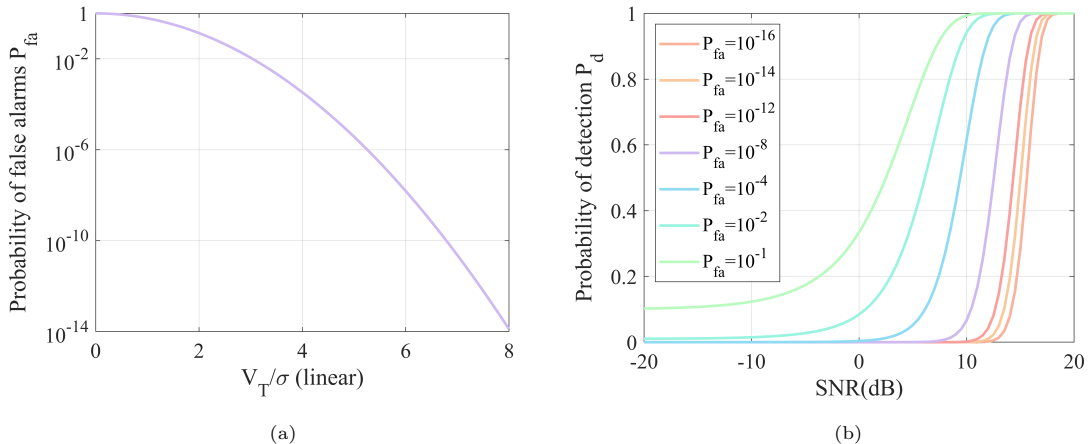 Probability of false alarms P_fa
1
10^-2
10^-6
10^-10
10^-14
0
2
4
6
8
V_T/σ (linear)
(a)
Probability of detection P_d
1
0.8
0.6
0.4
0.2
0
P_fa=10^-16
P_fa=10^-14
P_fa=10^-12
P_fa=10^-8
P_fa=10^-4
P_fa=10^-2
P_fa=10^-1
-20
-10
0
10
20
SNR(dB)
(b)